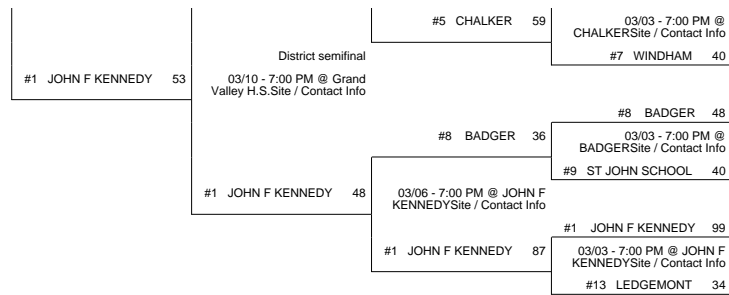 #5 CHALKER 59
03/03 - 7:00 PM @
CHALKERSite / Contact Info
#7 WINDHAM 40
District semifinal
#1 JOHN F KENNEDY 53
03/10 - 7:00 PM @ Grand
Valley H.S.Site / Contact Info
#8 BADGER 48
#8 BADGER 36
03/03 - 7:00 PM @
BADGERSite / Contact Info
#9 ST JOHN SCHOOL 40
#1 JOHN F KENNEDY 48
03/06 - 7:00 PM @ JOHN F
KENNEDYSite / Contact Info
#1 JOHN F KENNEDY 99
#1 JOHN F KENNEDY 87
03/03 - 7:00 PM @ JOHN F
KENNEDYSite / Contact Info
#13 LEDGEMONT 34